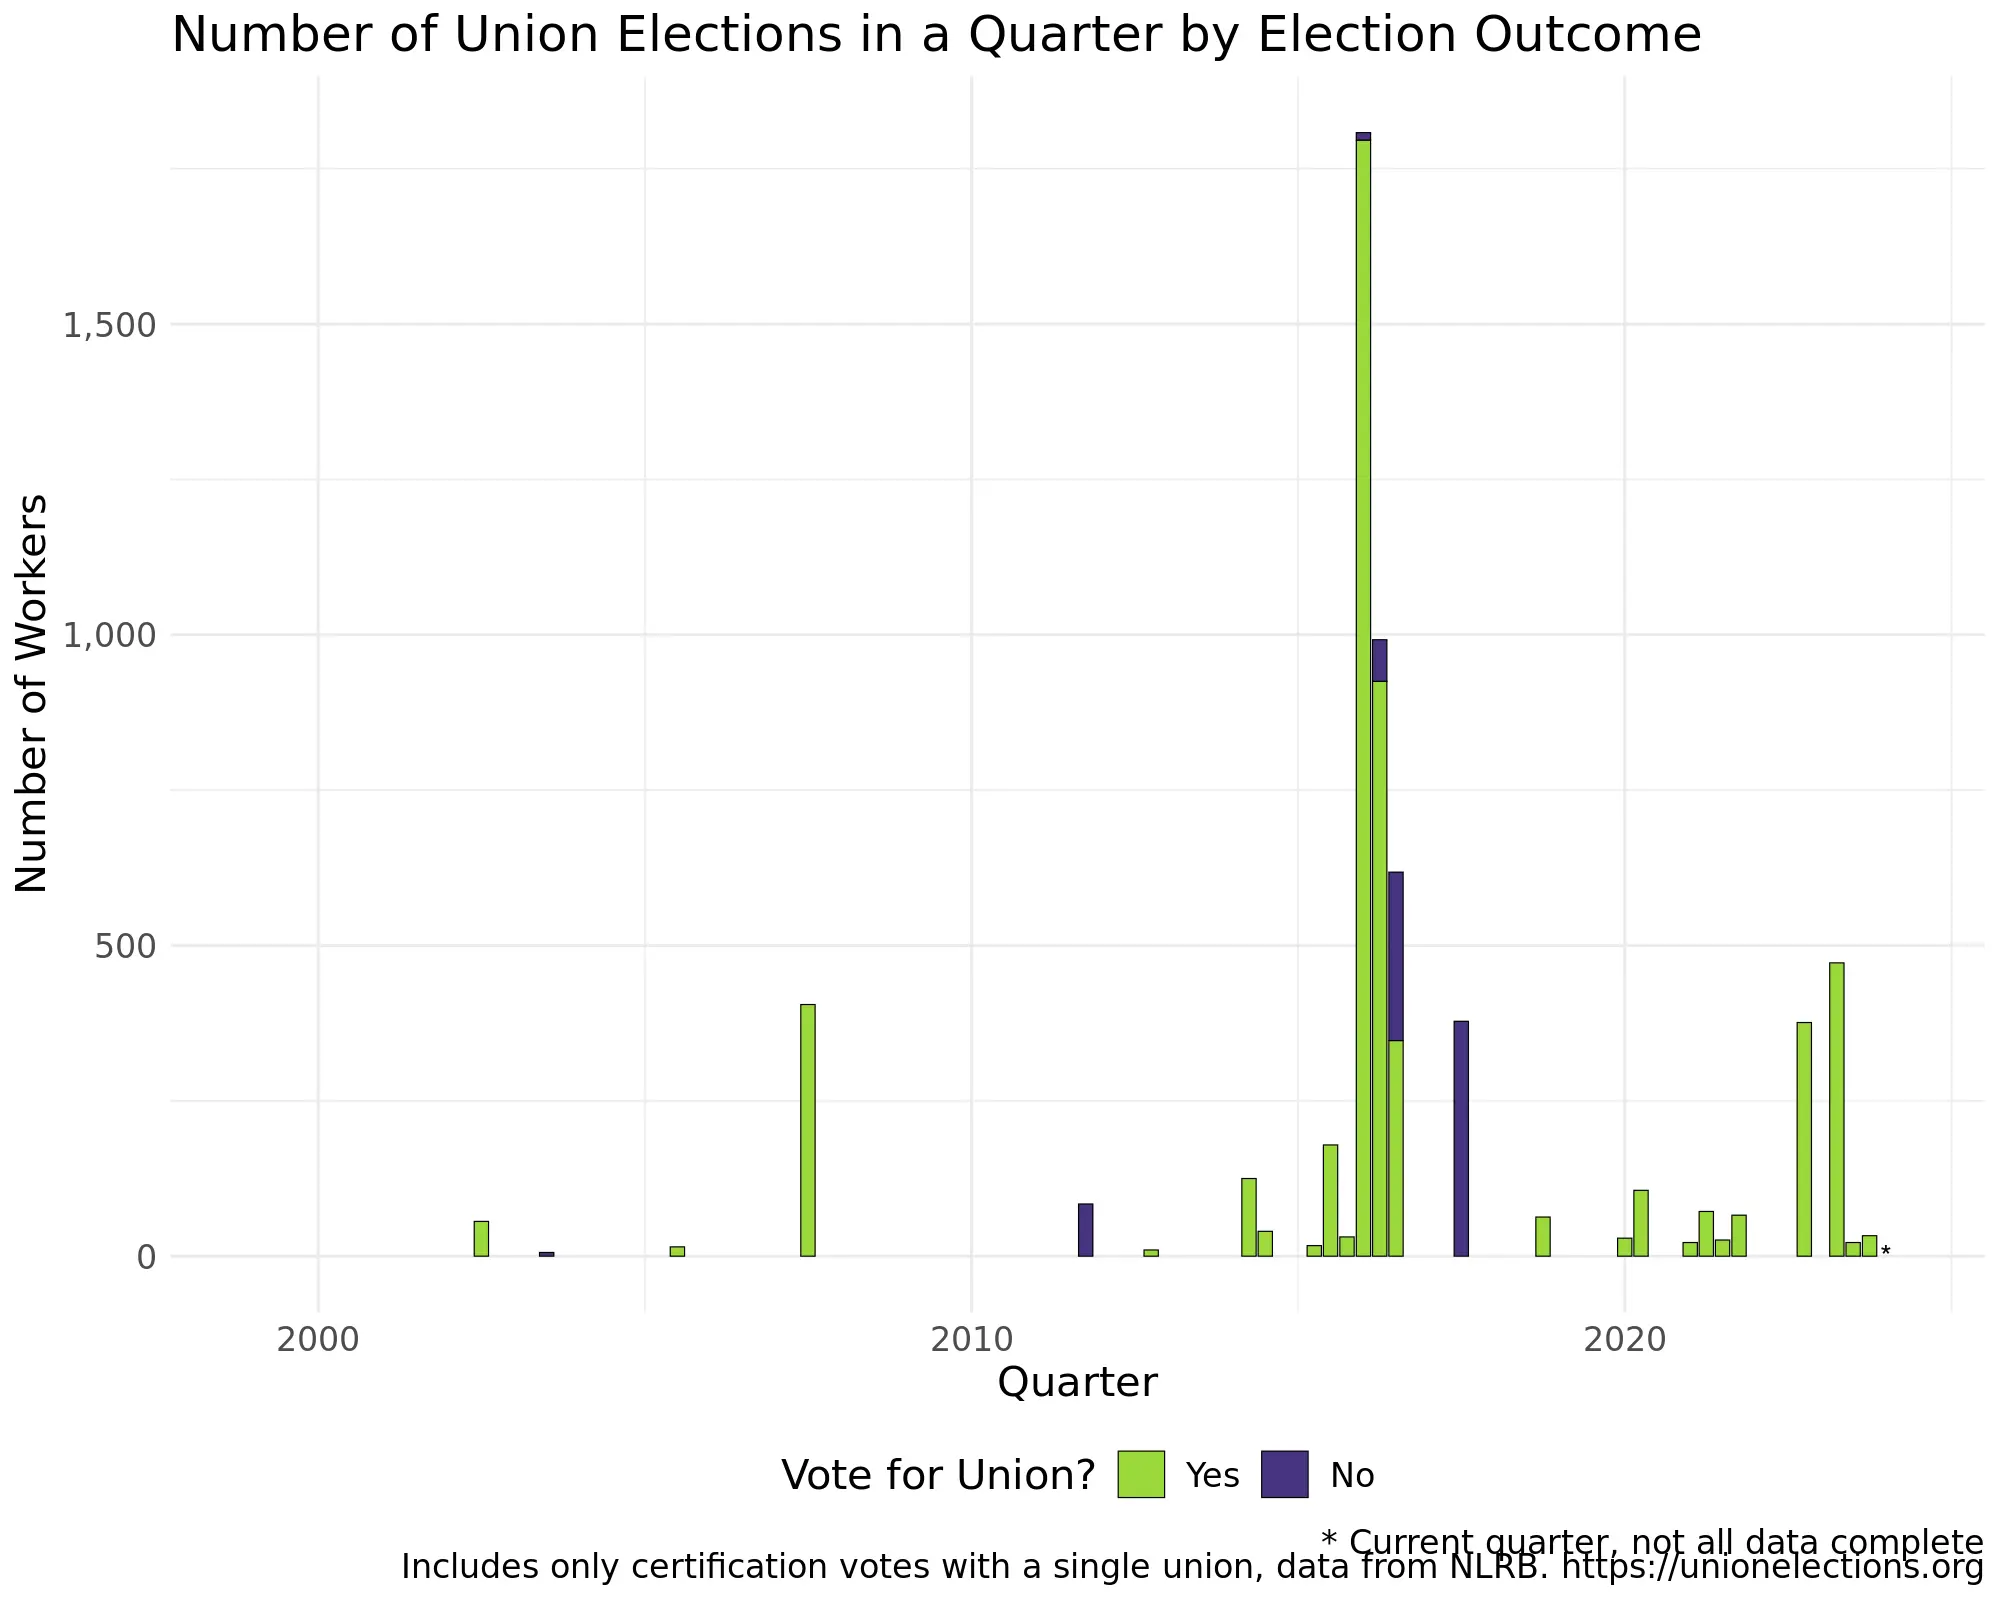 Number of Union Elections in a Quarter by Election Outcome
Number of Workers
1,500
1,000
500
0
*
2000 2010 2020
Quarter
Vote for Union? Yes No
* Current quarter, not all data complete
Includes only certification votes with a single union, data from NLRB. https://unionelections.org